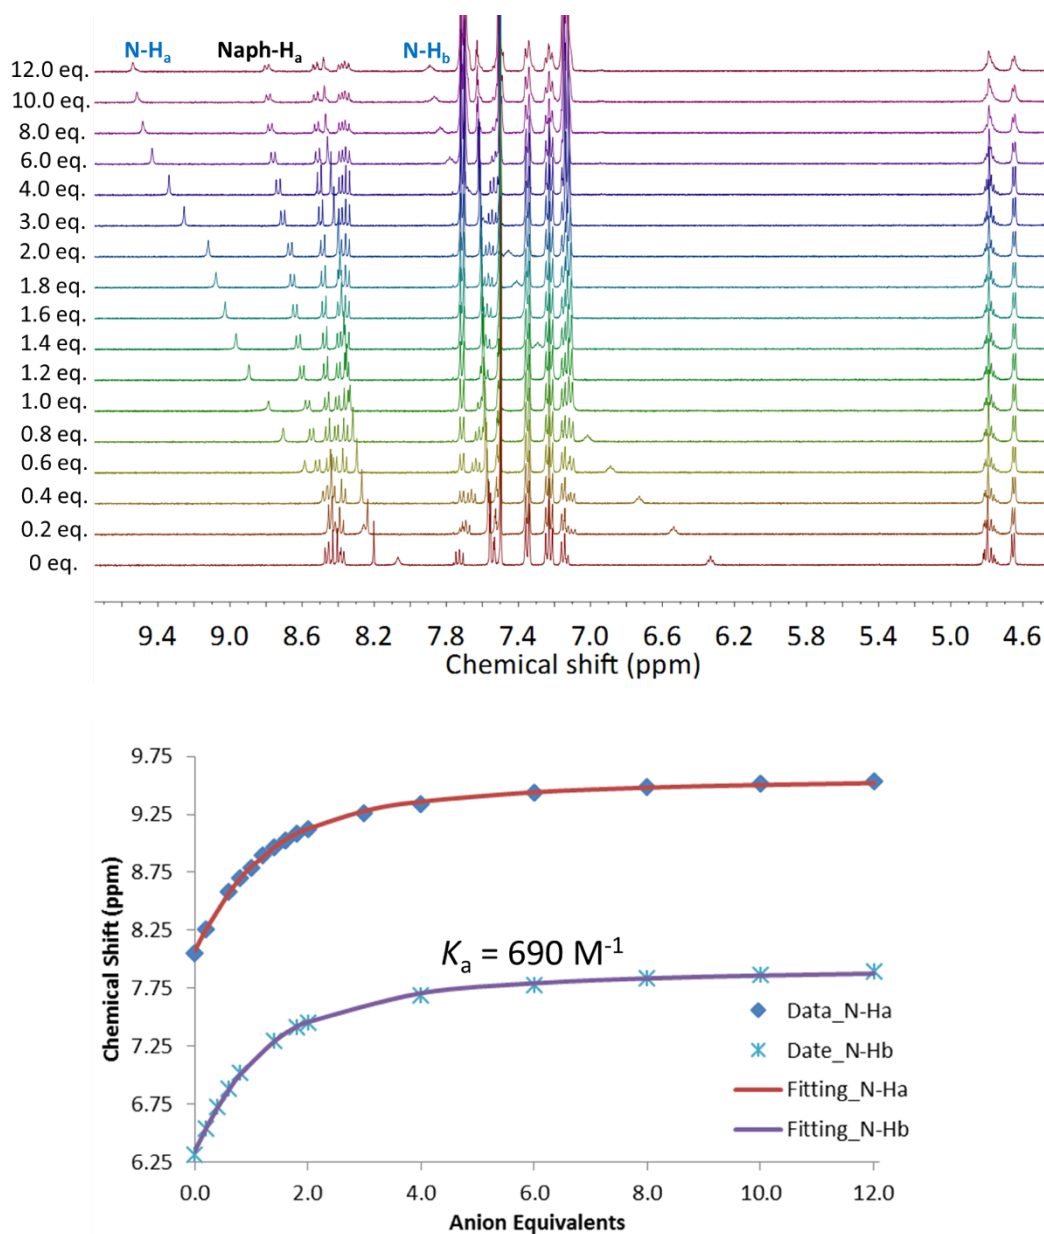 N-Ha Naph-Ha N-Hb
12.0 eq.
10.0 eq.
8.0 eq.
6.0 eq.
4.0 eq.
3.0 eq.
2.0 eq.
1.8 eq.
1.6 eq.
1.4 eq.
1.2 eq.
1.0 eq.
0.8 eq.
0.6 eq.
0.4 eq.
0.2 eq.
0 eq.
9.4 9.0 8.6 8.2 7.8 7.4 7.0 6.6 6.2 5.8 5.4 5.0 4.6
Chemical shift (ppm)
9.75
9.25
8.75
8.25
7.75
7.25
6.75
6.25
Chemical Shift (ppm)
Ka = 690 M-1
Data_N-Ha
Date_N-Hb
Fitting_N-Ha
Fitting_N-Hb
0.0 2.0 4.0 6.0 8.0 10.0 12.0
Anion Equivalents